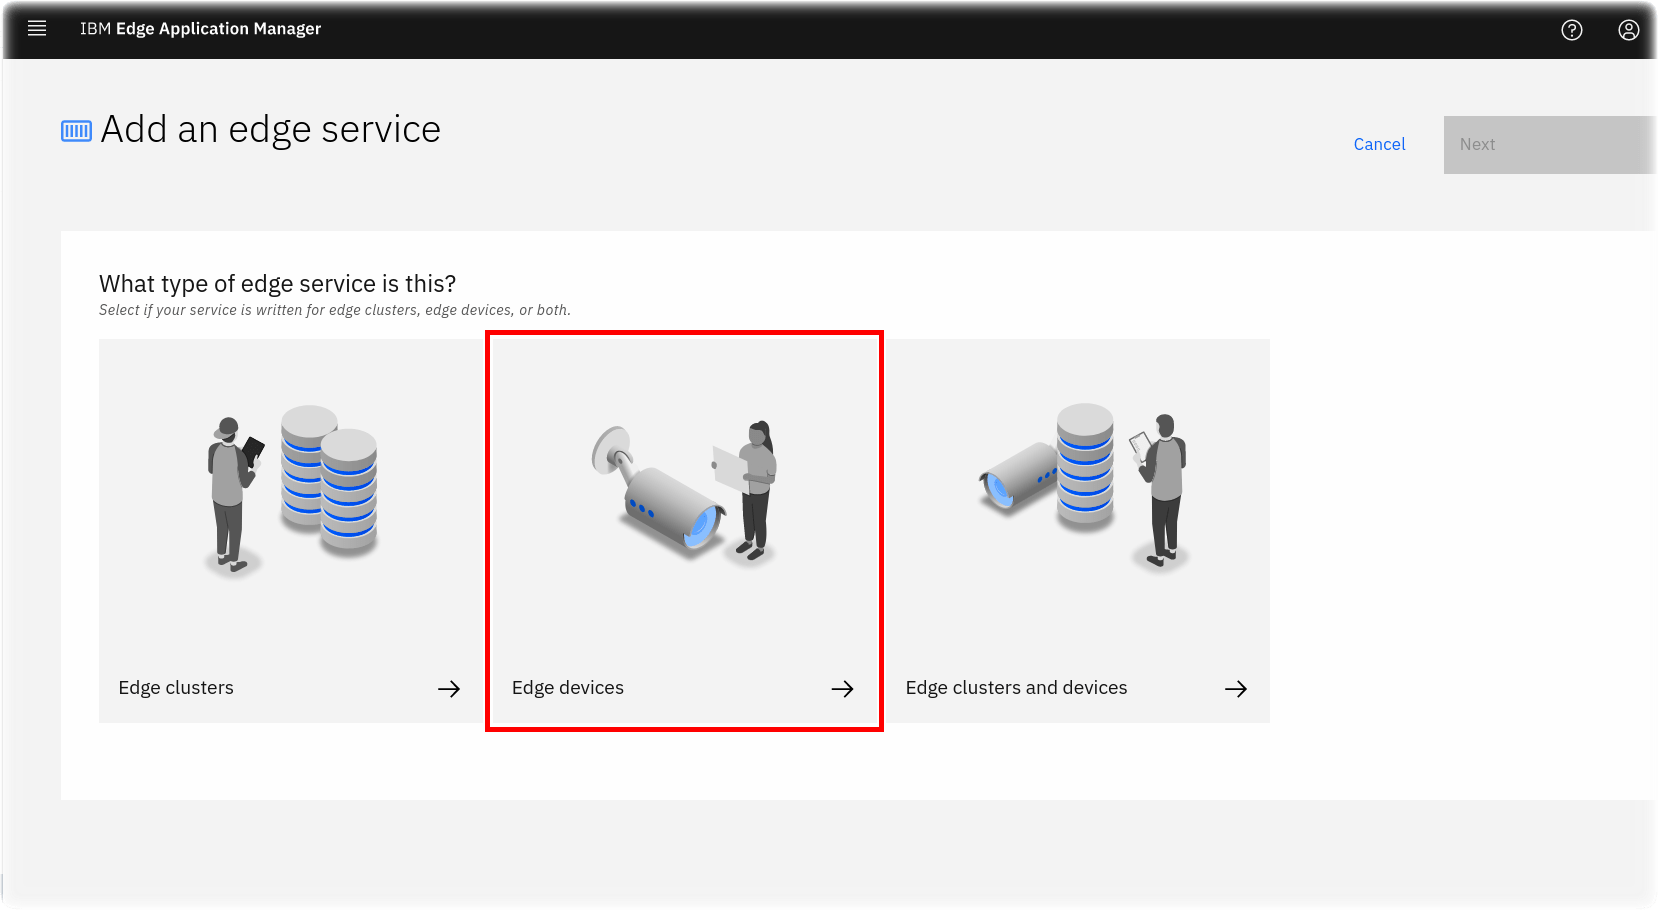 IBM Edge Application Manager
Add an edge service
Cancel
Next
What type of edge service is this?
Select if your service is written for edge clusters, edge devices, or both.
Edge clusters
Edge devices
Edge clusters and devices